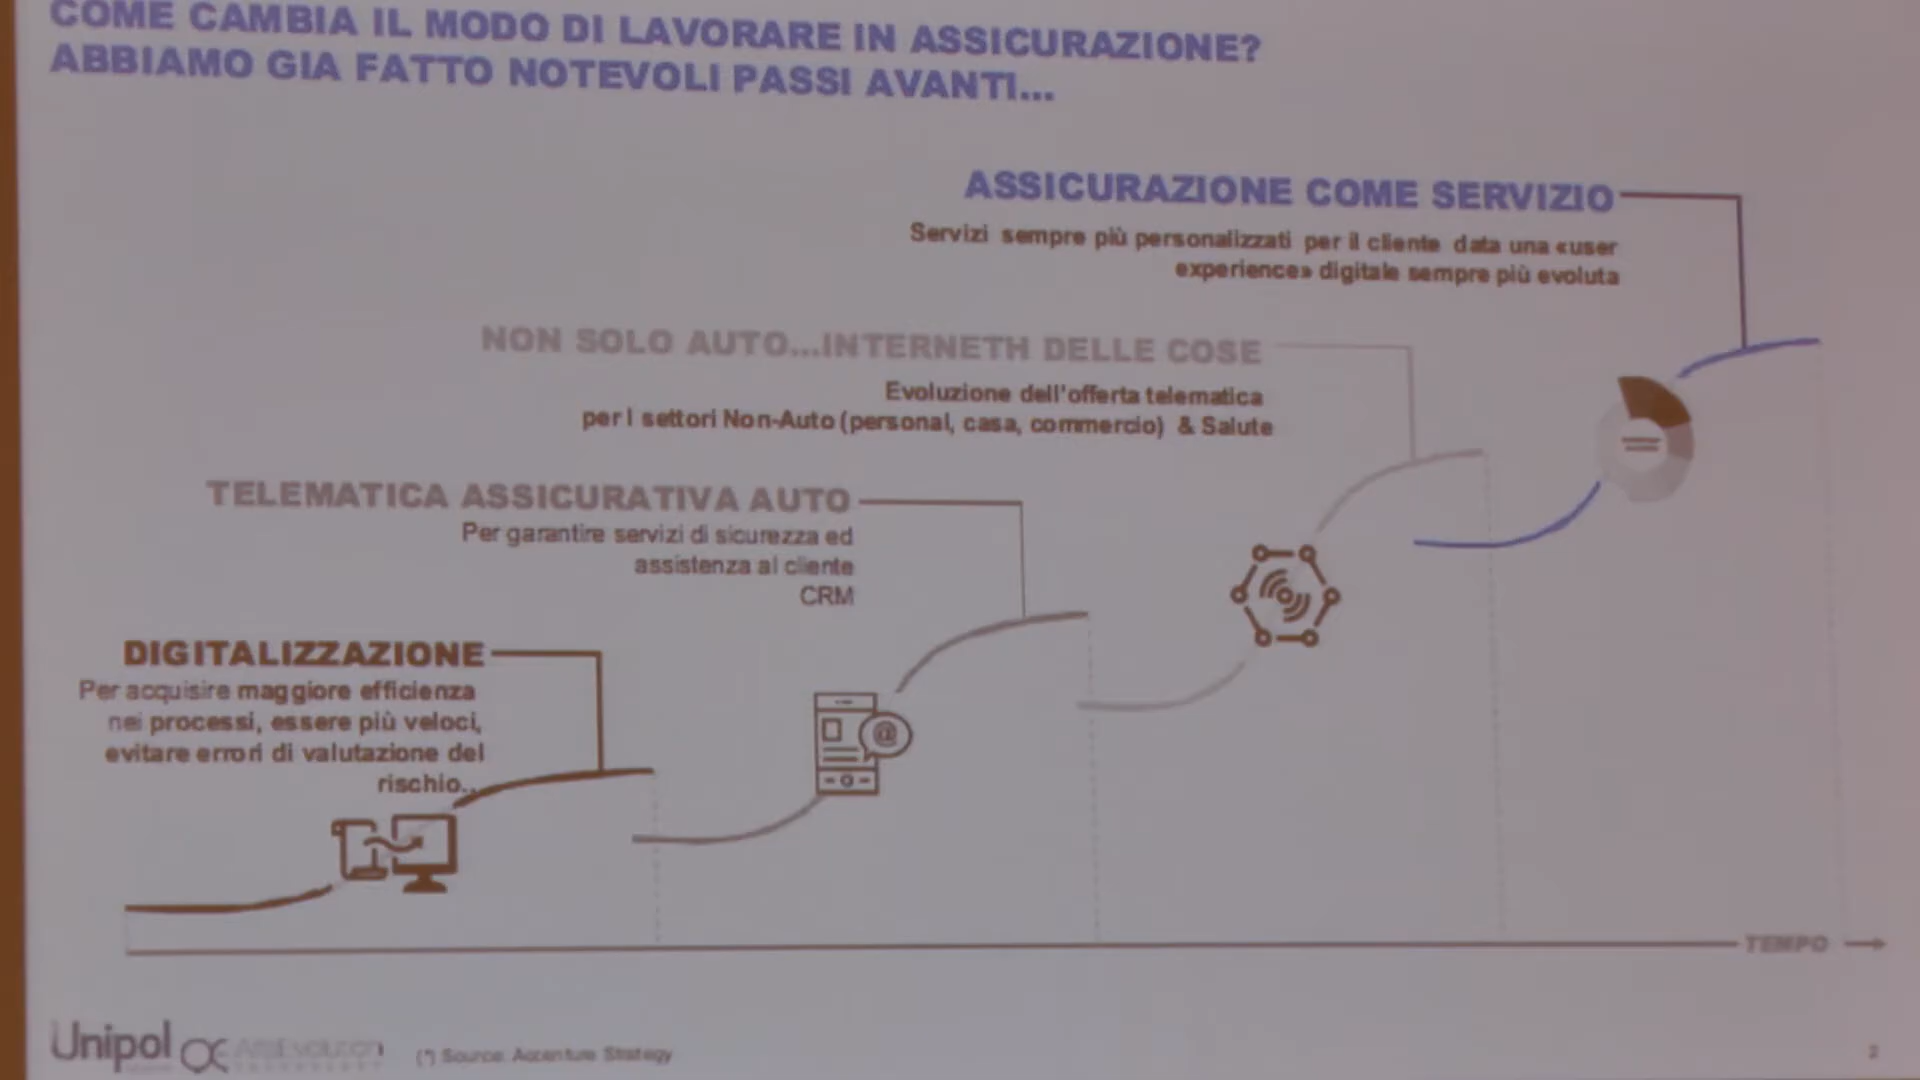 COME CAMBIA IL MODO DI LAVORARE IN ASSICURAZIONE?
ABBIAMO GIA FATTO NOTEVOLI PASSI AVANTI...
ASSICURAZIONE COME SERVIZIO
Servizi sempre più personalizzati per il cliente data una «user
experience» digitale sempre più evoluta
NON SOLO AUTO...INTERNETH DELLE COSE
Evoluzione dell'offerta telematica
per I settori Non-Auto (personal, casa, commercio) & Salute
TELEMATICA ASSICURATIVA AUTO
Per garantire servizi di sicurezza ed
assistenza al cliente
CRM
DIGITALIZZAZIONE
Per acquisire maggiore efficienza
nei processi, essere più veloci,
evitare errori di valutazione del
rischio..
@
TEMPO
Unipol
(*) Source: Accenture Strategy
2